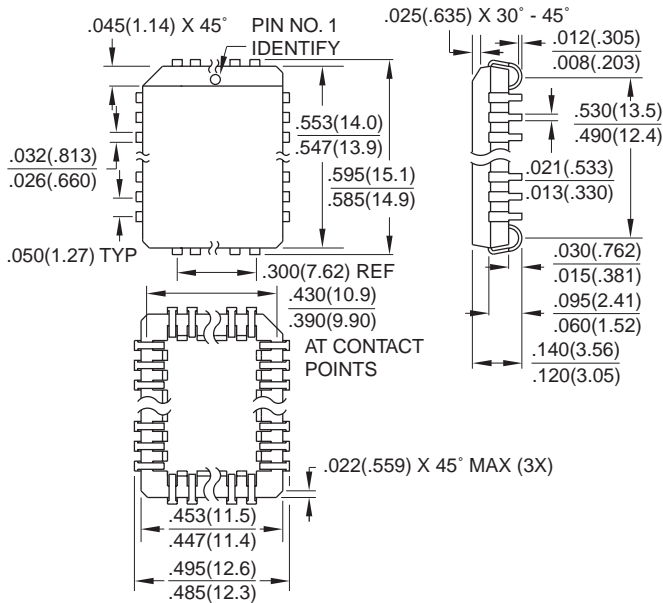 .045(1.14) X 45°
PIN NO. 1
IDENTIFY
.025(.635) X 30° - 45°
.012(.305)
.008(.203)
.553(14.0)
.547(13.9)
.530(13.5)
.490(12.4)
.032(.813)
.026(.660)
.595(15.1)
.585(14.9)
.021(.533)
.013(.330)
.050(1.27) TYP
.300(7.62) REF
.030(.762)
.015(.381)
.430(10.9)
.390(9.90)
AT CONTACT
POINTS
.095(2.41)
.060(1.52)
.140(3.56)
.120(3.05)
.022(.559) X 45° MAX (3X)
.453(11.5)
.447(11.4)
.495(12.6)
.485(12.3)